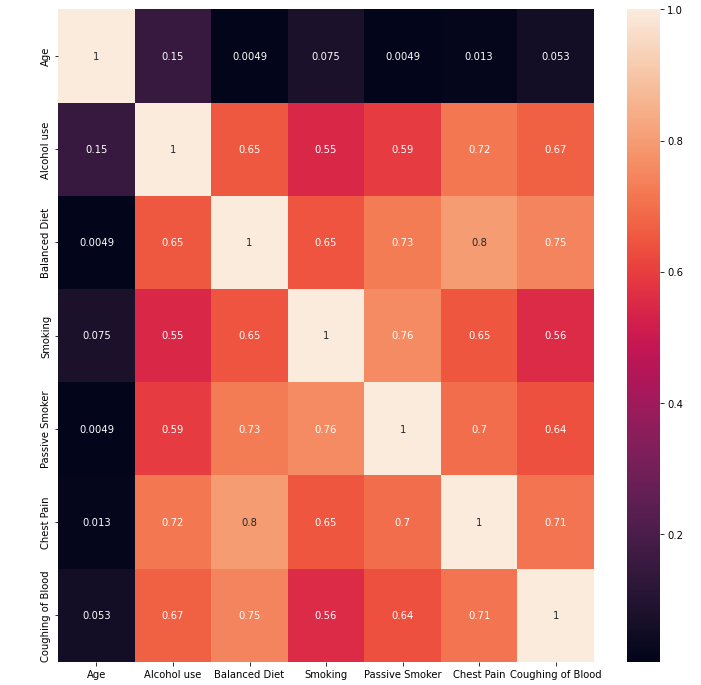 Age 1 0.15 0.0049 0.075 0.0049 0.013 0.053
Alcohol use 0.15 1 0.65 0.55 0.59 0.72 0.67
Balanced Diet 0.0049 0.65 1 0.65 0.73 0.8 0.75
Smoking 0.075 0.55 0.65 1 0.76 0.65 0.56
Passive Smoker 0.0049 0.59 0.73 0.76 1 0.7 0.64
Chest Pain 0.013 0.72 0.8 0.65 0.7 1 0.71
Coughing of Blood 0.053 0.67 0.75 0.56 0.64 0.71 1
Age Alcohol use Balanced Diet Smoking Passive Smoker Chest Pain Coughing of Blood
1.0
0.8
0.6
0.4
0.2